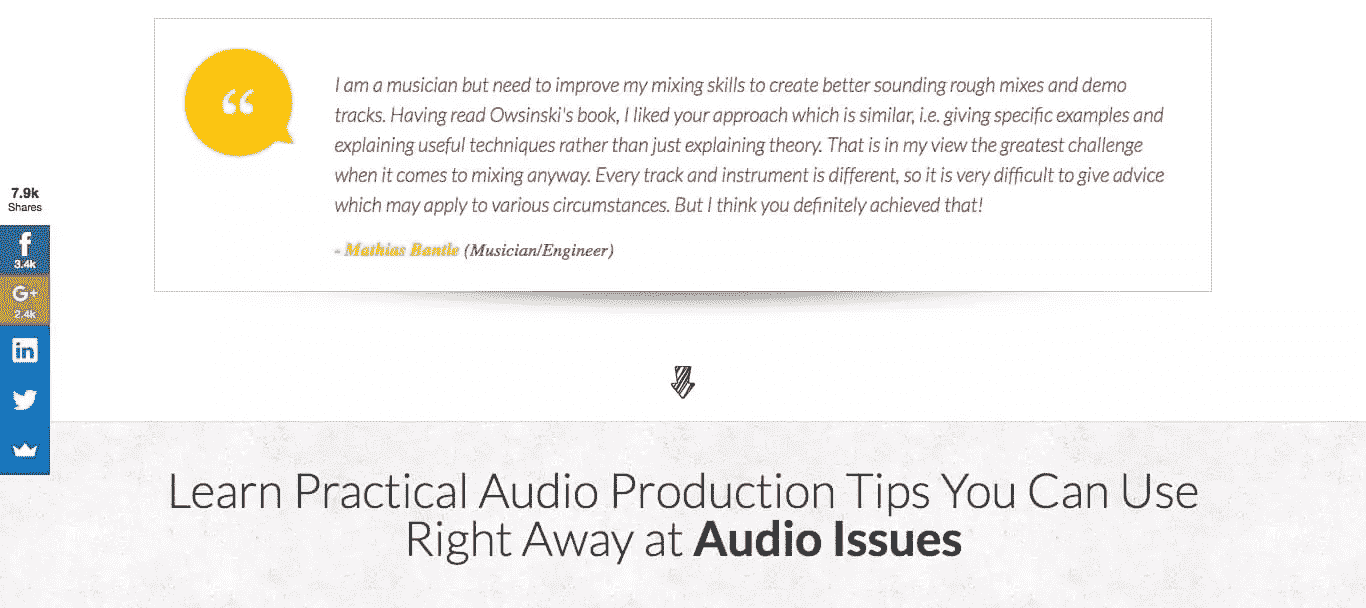 I am a musician but need to improve my mixing skills to create better sounding rough mixes and demo
tracks. Having read Owsinski's book, I liked your approach which is similar, i.e. giving specific examples and
explaining useful techniques rather than just explaining theory. That is in my view the greatest challenge
when it comes to mixing anyway. Every track and instrument is different, so it is very difficult to give advice
which may apply to various circumstances. But I think you definitely achieved that!
- Mathias Bantle (Musician/Engineer)
7.9k
Shares
3.4k
G+
2.4k
in
Learn Practical Audio Production Tips You Can Use
Right Away at Audio Issues